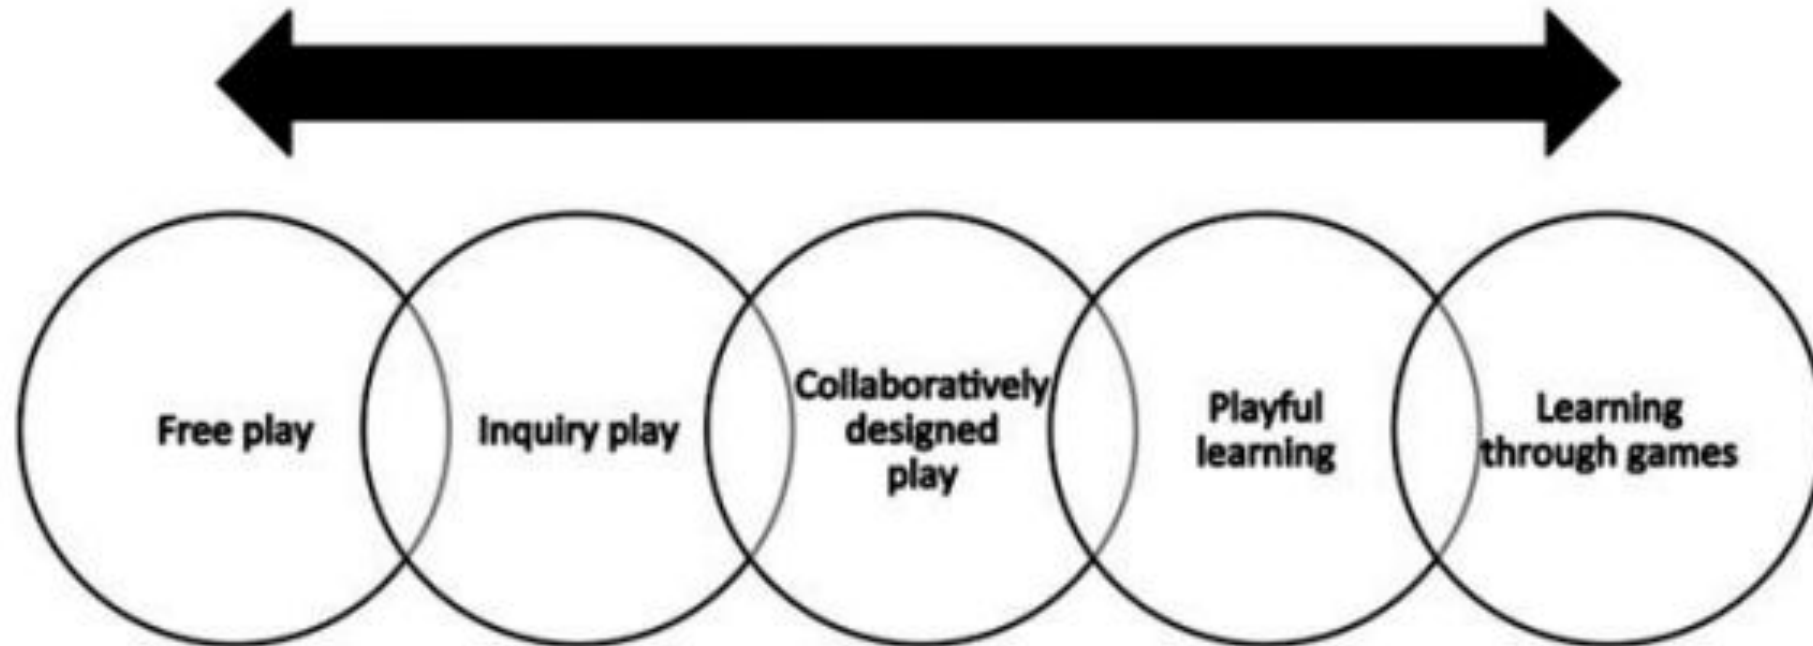 Free play
Inquiry play
Collaboratively
designed
play
Playful
learning
Learning
through games